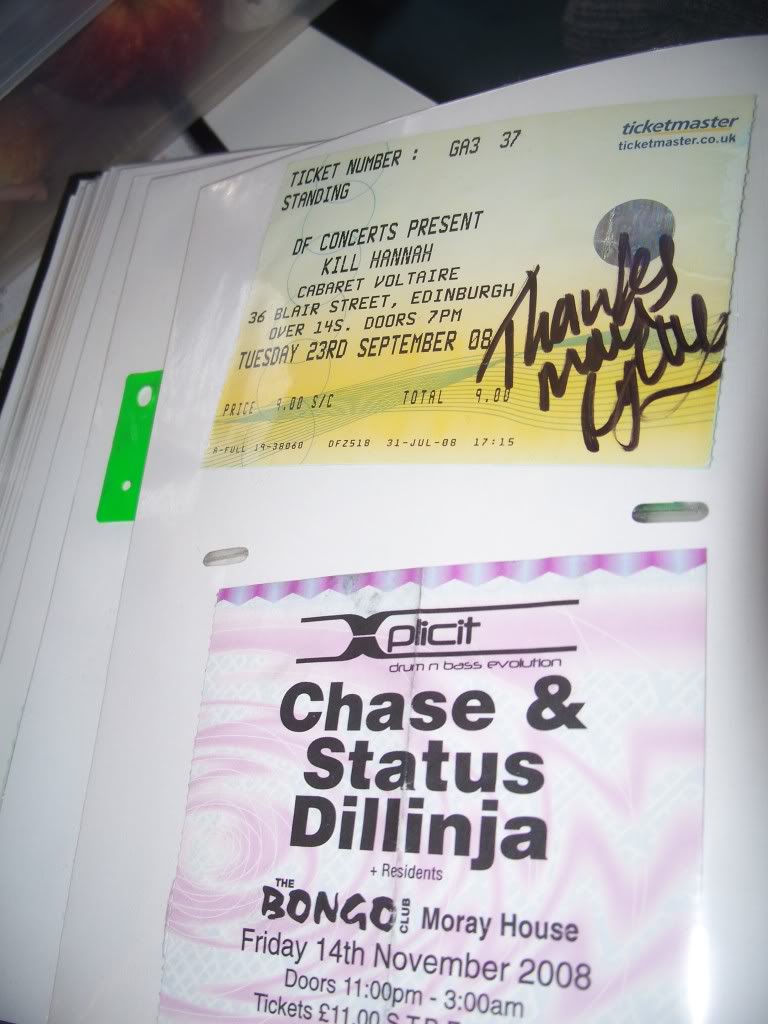 ticketmaster
ticketmaster.co.uk
TICKET NUMBER : GA3 37
STANDING
DF CONCERTS PRESENT
KILL HANNAH
CABARET VOLTAIRE
36 BLAIR STREET, EDINBURGH
OVER 14S. DOORS 7PM
TUESDAY 23RD SEPTEMBER 08
PRICE 9.00 S/C TOTAL 9.00
A-FULL 19-38060 DFZ518 31-JUL-08 17:15
Thanks
Xplicit
drum n bass evolution
Chase &
Status
Dillinja
+ Residents
THE BONGO CLUB Moray House
Friday 14th November 2008
Doors 11:00pm - 3:00am
Tickets £11.00